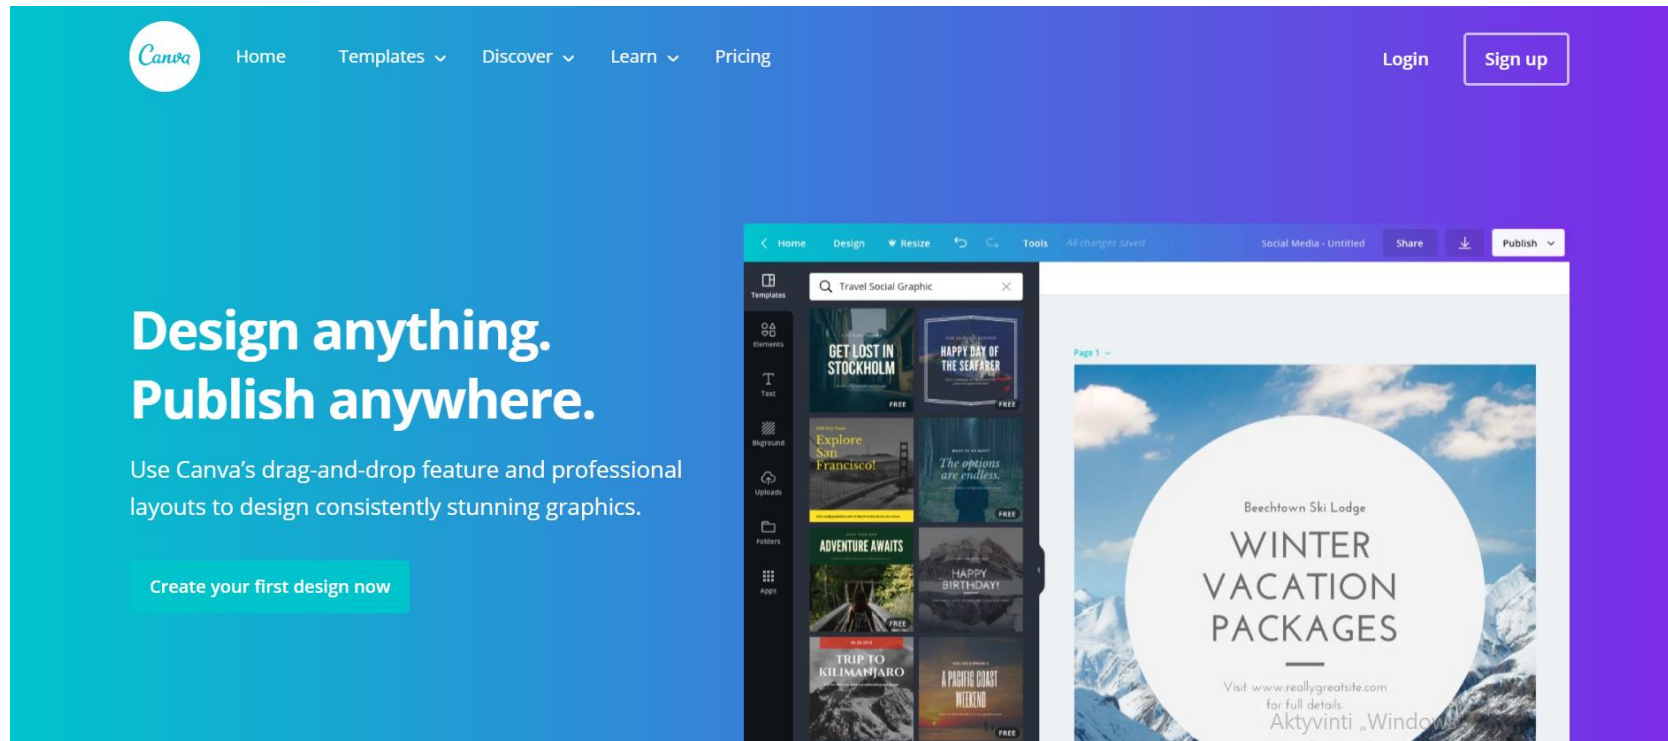 Canva
Home
Templates
Discover
Learn
Pricing
Login
Sign up
Design anything.
Publish anywhere.
Use Canva’s drag-and-drop feature and professional
layouts to design consistently stunning graphics.
Create your first design now
Home
Design
Resize
Tools
All changes saved
Social Media - Untitled
Share
Publish
Templates
Elements
Text
Bkground
Uploads
Folders
Apps
Travel Social Graphic
GET LOST IN
STOCKHOLM
FREE
HAPPY DAY OF
THE SEAFARER
FREE
Explore
San
Francisco!
The options
are endless.
FREE
ADVENTURE AWAITS
FREE
HAPPY
BIRTHDAY!
TRIP TO
KILIMANJARO
A PACIFIC COAST
WEEKEND
FREE
Page 1
Beechtown Ski Lodge
WINTER
VACATION
PACKAGES
Visit www.reallygreatsite.com
for full details.
Aktyvinti „Window